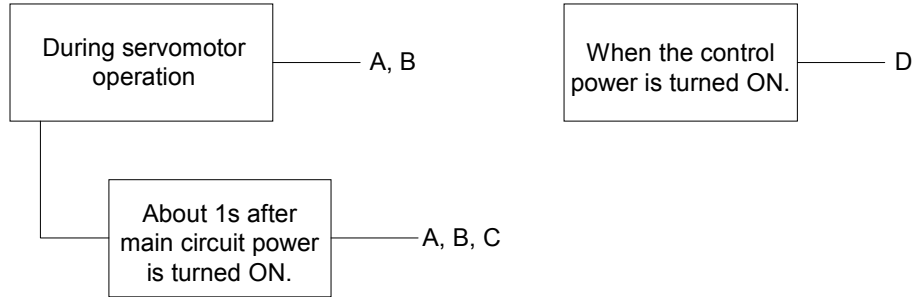 During servomotor
operation
A, B
When the control
power is turned ON.
D
About 1s after
main circuit power
is turned ON.
A, B, C